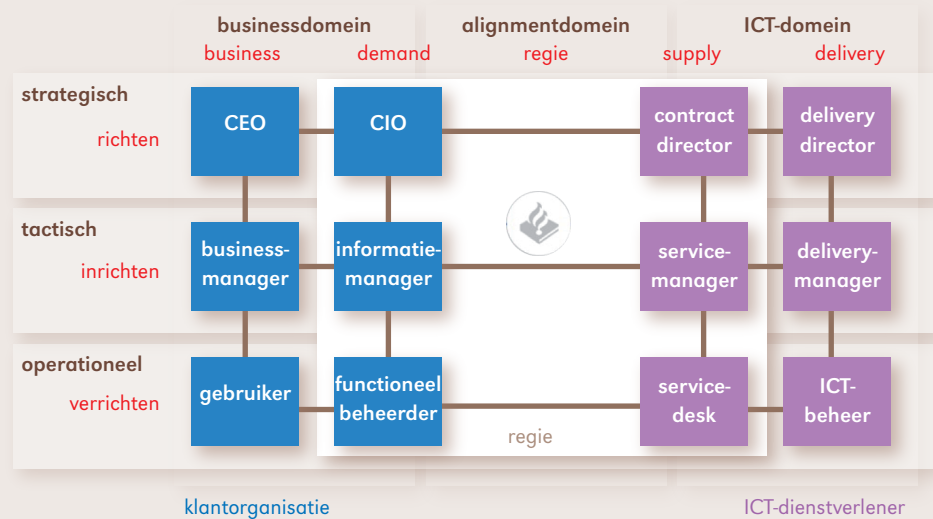 businessdomein alignmentdomein ICT-domein
business demand regie supply delivery
strategisch
richten
CEO
CIO
contract
director
delivery
director
tactisch
inrichten
business-
manager
informatie-
manager
service-
manager
delivery-
manager
operationeel
verrichten
gebruiker
functioneel
beheerder
service-
desk
ICT-
beheer
regie
klantorganisatie
ICT-dienstverlener